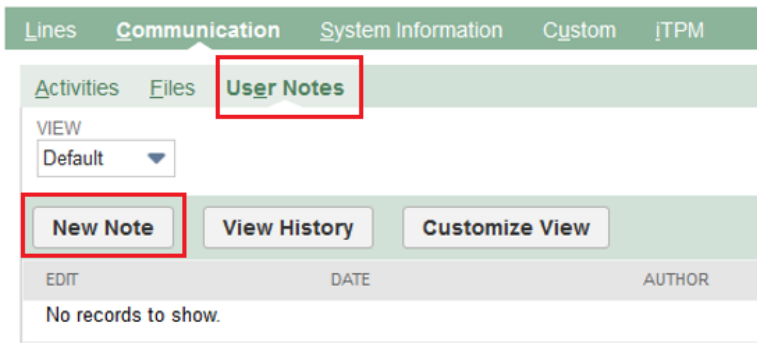 Lines Communication System Information Custom iTPM
Activities Files User Notes
VIEW
Default
New Note View History Customize View
EDIT DATE AUTHOR
No records to show.